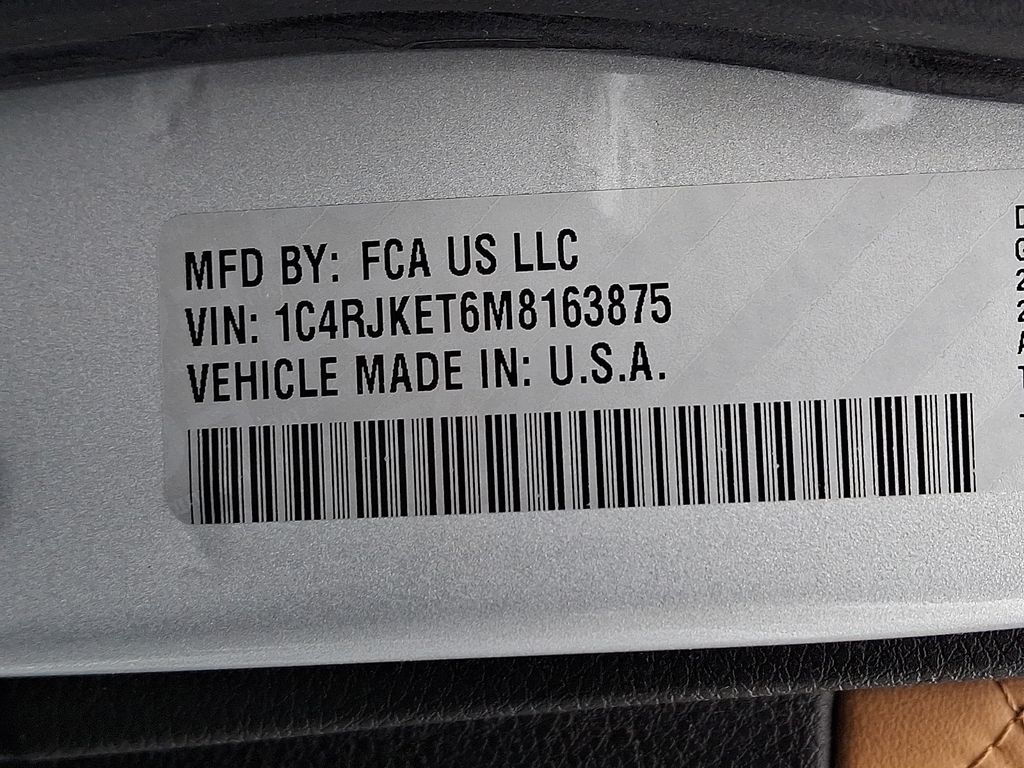 MFD BY: FCA US LLC
VIN: 1C4RJKET6M8163875
VEHICLE MADE IN: U.S.A.